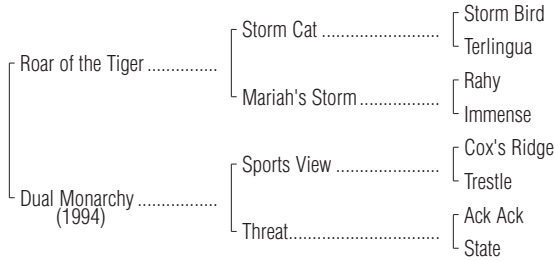 Storm Bird
Storm Cat ........................
Terlingua
Roar of the Tiger ...............
Rahy
Mariah's Storm..................
Immense
Cox's Ridge
Sports View .......................
Trestle
Dual Monarchy .................
(1994)
Ack Ack
Threat..................................
State